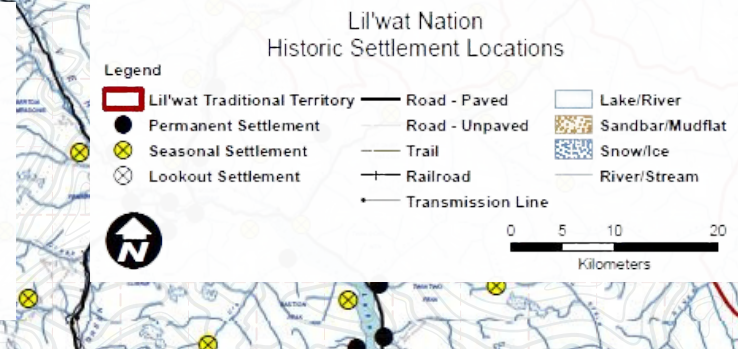 Lil'wat Nation
Historic Settlement Locations
Legend
Lil'wat Traditional Territory
Permanent Settlement
Seasonal Settlement
Lookout Settlement
Road - Paved
Road - Unpaved
Trail
Railroad
Transmission Line
Lake/River
Sandbar/Mudflat
Snow/Ice
River/Stream
N
0 5 10 20
Kilometers